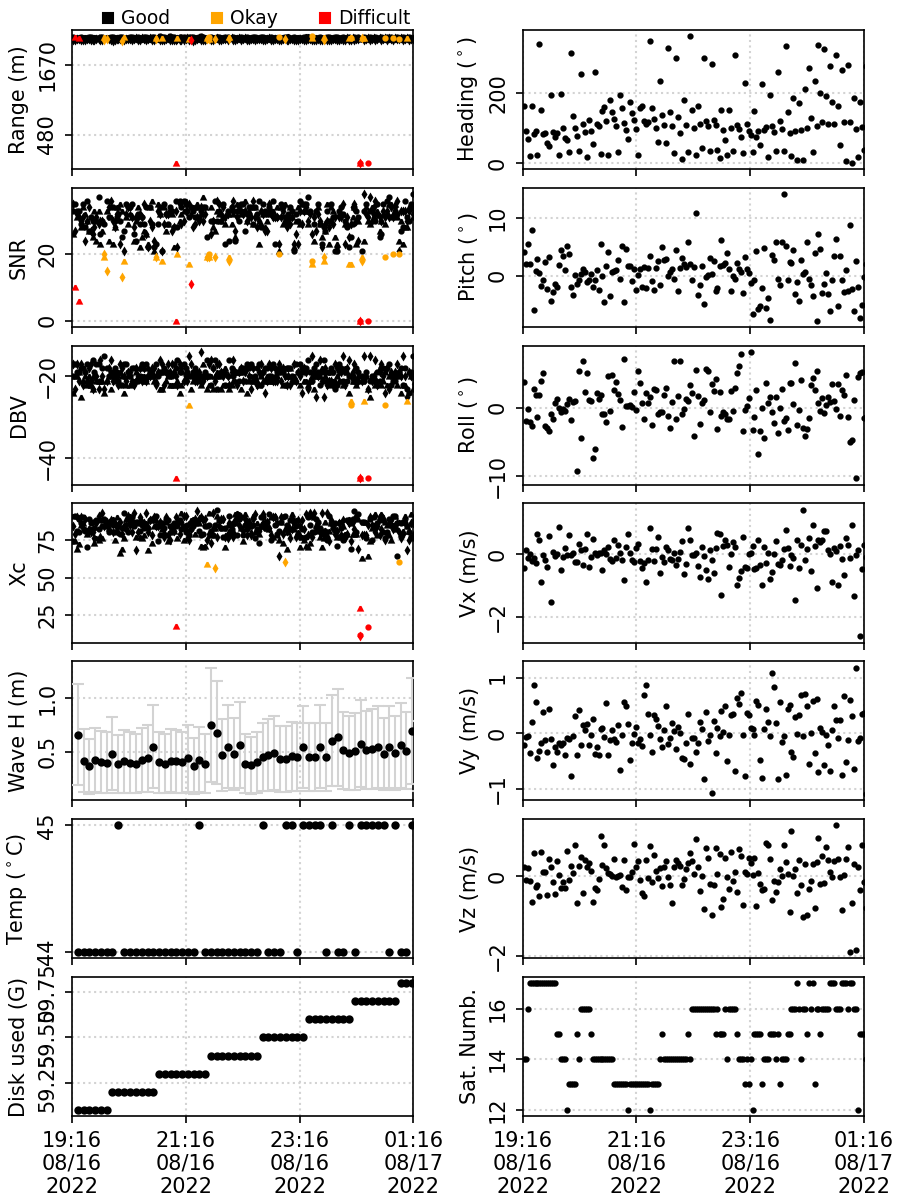 Good Okay Difficult
Range (m)
1670
480
Heading (°)
200
0
SNR
20
0
Pitch (°)
10
0
DBV
−20
−40
Roll (°)
0
−10
Xc
75
50
25
Vx (m/s)
0
−2
Wave H (m)
1.0
0.5
Vy (m/s)
1
0
−1
Temp (°C)
45
44
Vz (m/s)
0
−2
Disk used (G)
59.75
59.50
59.25
Sat. Numb.
16
14
12
19:16 21:16 23:16 01:16
08/16 08/16 08/16 08/17
2022 2022 2022 2022
19:16 21:16 23:16 01:16
08/16 08/16 08/16 08/17
2022 2022 2022 2022